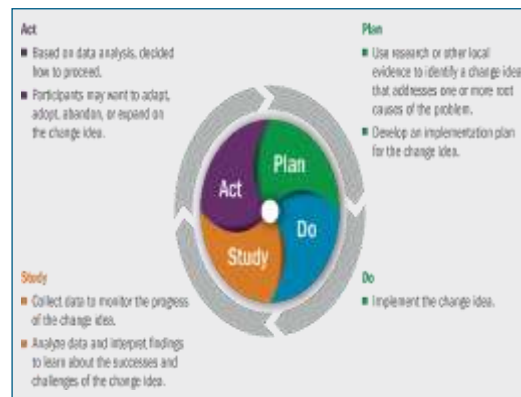 Act
Based on data analysis, decided
how to proceed.
Participants may want to adapt,
adopt, abandon, or expand on
the change idea.
Plan
Use research or other local
evidence to identify a change idea
that addresses one or more root
causes of the problem.
Develop an implementation plan
for the change idea.
Act
Plan
Do
Study
Study
Collect data to monitor the progress
of the change idea.
Analyze data and interpret findings
to learn about the successes and
challenges of the change idea.
Do
Implement the change idea.